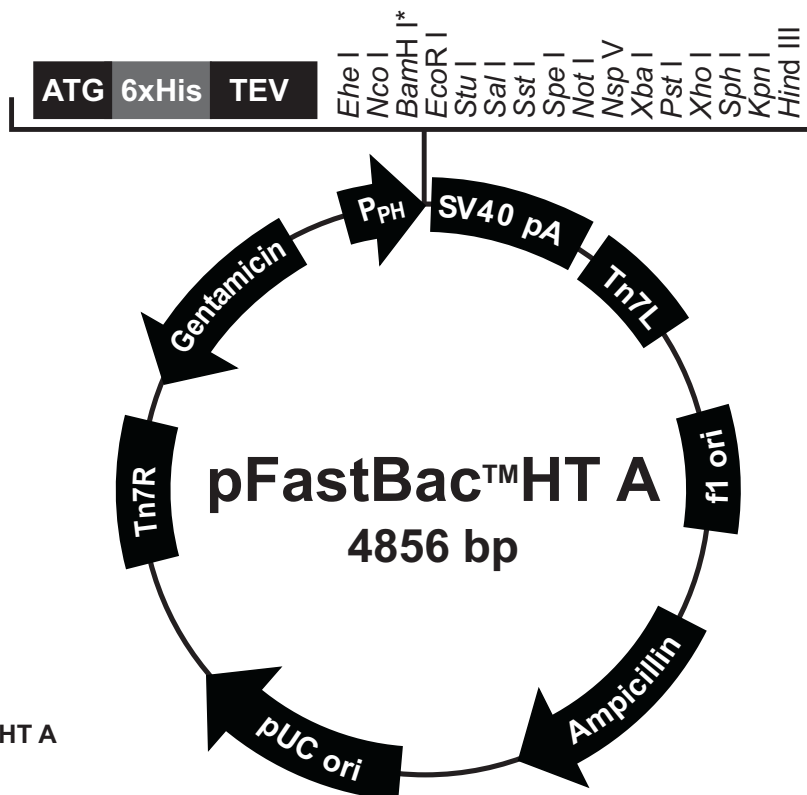 ATG 6xHis TEV
Ehe I
Nco I
BamH I*
EcoR I
Stu I
Sal I
Sst I
Spe I
Not I
Nsp V
Xba I
Pst I
Xho I
Sph I
Kpn I
Hind III
PPH
SV40 pA
Tn7L
f1 ori
Ampicillin
pUC ori
Tn7R
Gentamicin
pFastBac™HT A
4856 bp
HT A